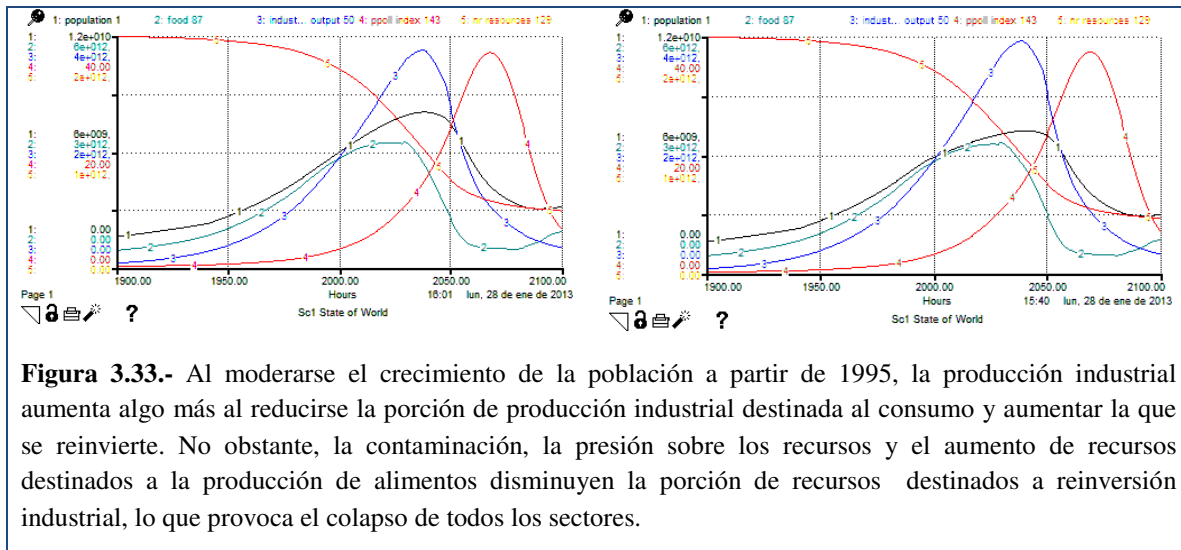 1: population 1 2: food 87 3: indust... output 50 4: ppoll index 143 5: nr resources 129
1: 1.2e+010
2: 6e+012,
3: 4e+012,
4: 40.00
5: 2e+012,
1: 6e+009,
2: 3e+012,
3: 2e+012,
4: 20.00
5: 1e+012,
1: 0.00
2: 0.00
3: 0.00
4: 0.00
5: 0.00
1900.00 1950.00 2000.00 2050.00 2100.00
Page 1 Hours 16:01 lun, 28 de ene de 2013
? Sc1 State of World
1: population 1 2: food 87 3: indust... output 50 4: ppoll index 143 5: nr resources 129
1: 1.2e+010
2: 6e+012,
3: 4e+012,
4: 40.00
5: 2e+012,
1: 6e+009,
2: 3e+012,
3: 2e+012,
4: 20.00
5: 1e+012,
1: 0.00
2: 0.00
3: 0.00
4: 0.00
5: 0.00
1900.00 1950.00 2000.00 2050.00 2100.00
Page 1 Hours 15:40 lun, 28 de ene de 2013
? Sc1 State of World
Figura 3.33.- Al moderarse el crecimiento de la población a partir de 1995, la producción industrial
aumenta algo más al reducirse la porción de producción industrial destinada al consumo y aumentar la que
se reinvierte. No obstante, la contaminación, la presión sobre los recursos y el aumento de recursos
destinados a la producción de alimentos disminuyen la porción de recursos destinados a reinversión
industrial, lo que provoca el colapso de todos los sectores.